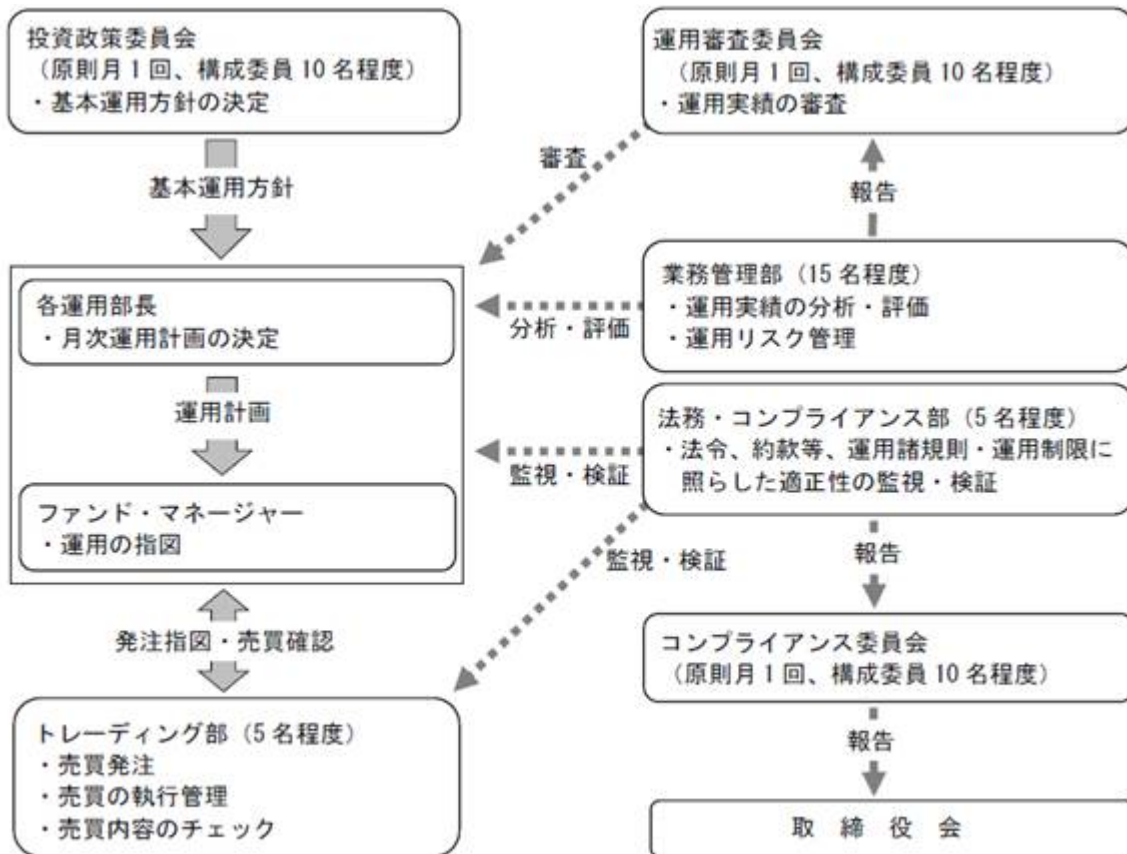 投資政策委員会
(原則月1回、構成委員10名程度)
・基本運用方針の決定
基本運用方針
各運用部長
・月次運用計画の決定
運用計画
ファンド・マネージャー
・運用の指図
発注指図・売買確認
トレーディング部(5名程度)
・売買発注
・売買の執行管理
・売買内容のチェック
運用審査委員会
(原則月1回、構成委員10名程度)
・運用実績の審査
審査
報告
業務管理部(15名程度)
・運用実績の分析・評価
・運用リスク管理
分析・評価
法務・コンプライアンス部(5名程度)
・法令、約款等、運用諸規則・運用制限に
照らした適正性の監視・検証
監視・検証
監視・検証
報告
コンプライアンス委員会
(原則月1回、構成委員10名程度)
報告
取締役会